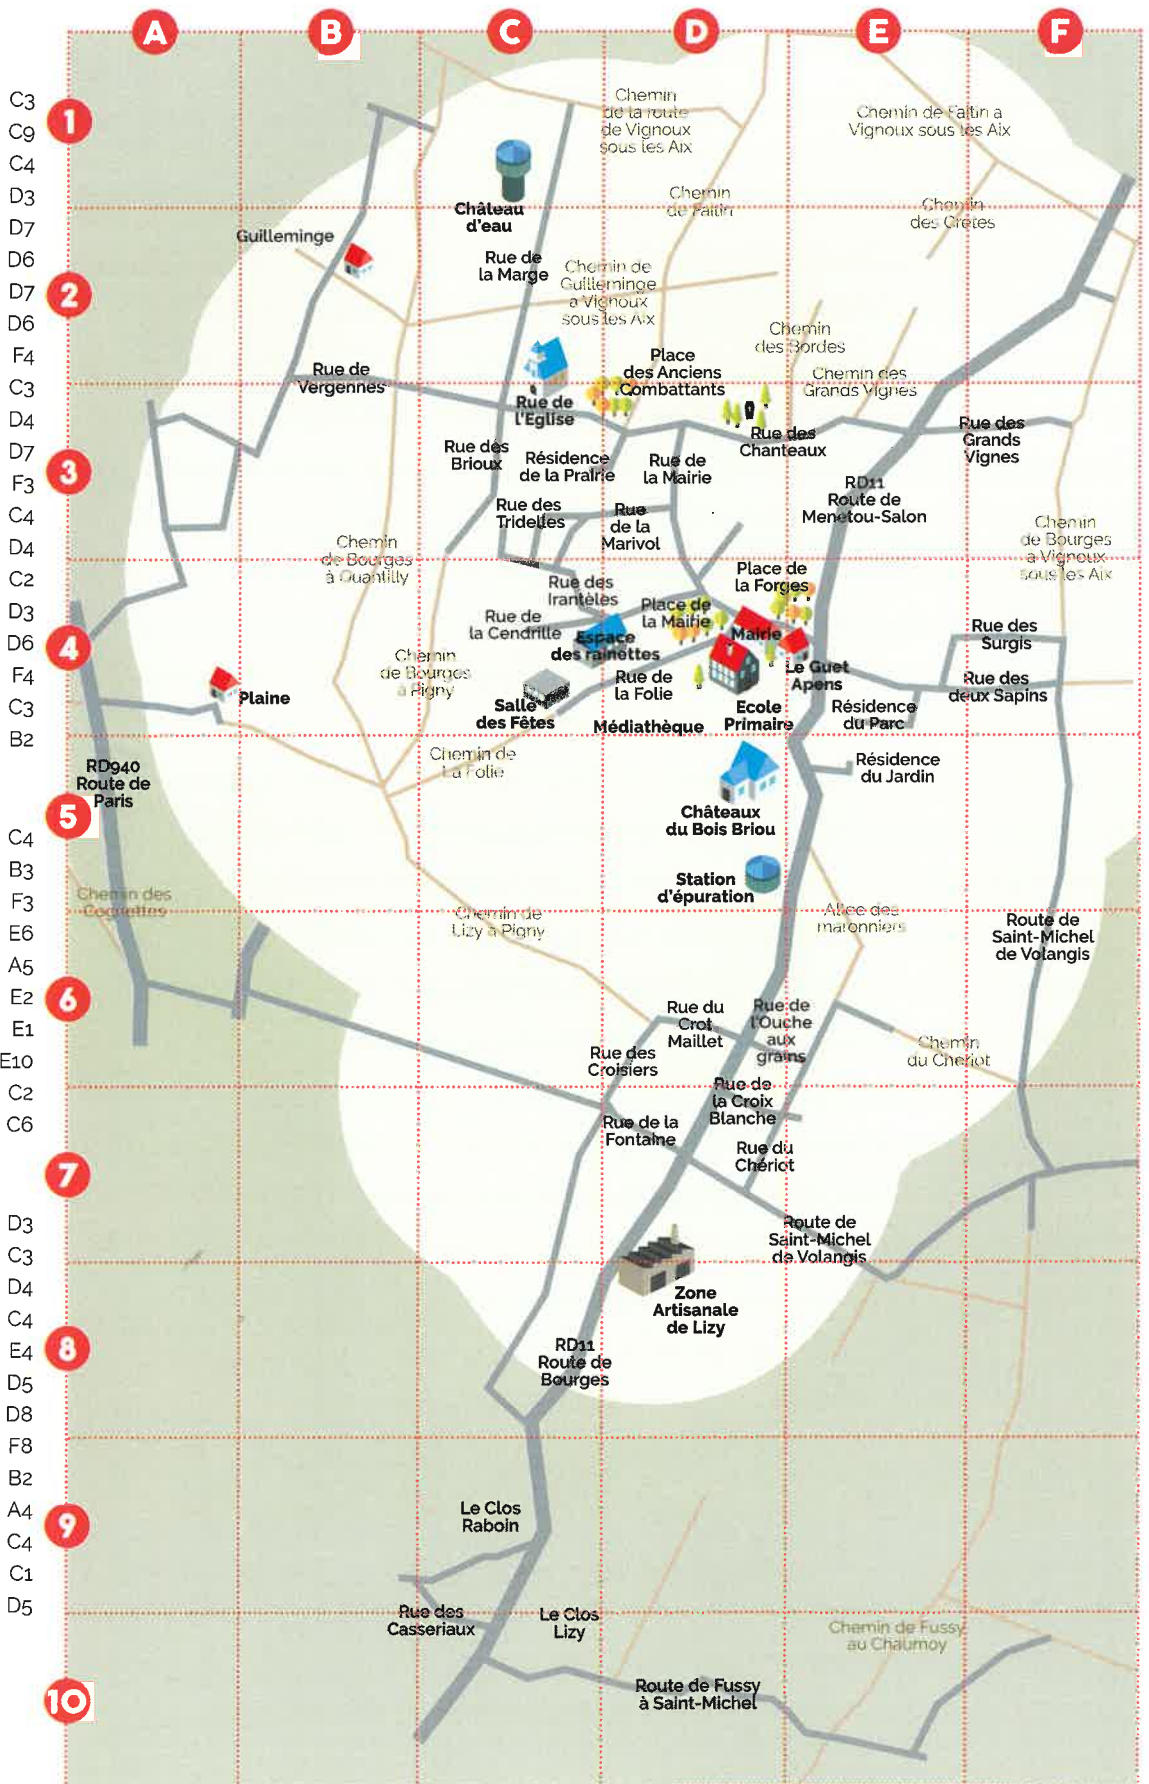 A
B
C
D
E
F
C3
C9
C4
D3
D7
D6
D7
D6
F4
C3
D4
D7
F3
C4
D4
C2
D3
D6
F4
C3
B2
C4
B3
F3
E6
A5
E2
E1
E10
C2
C6
D3
C3
D4
C4
E4
D5
D8
F8
B2
A4
C4
C1
D5
1
2
3
4
5
6
7
8
9
10
Chemin
de la route
de Vignoux
sous les Aix
Chemin de Faitin a
Vignoux sous les Aix
Château
d'eau
Chemin
de Faitin
Chemin
des Cretes
Guilleminge
Rue de
la Marge
Chemin de
Guilleminge
a Vignoux
sous les Aix
Chemin
des Bordes
Rue de
Vergennes
Place
des Anciens
Combattants
Chemin des
Grands Vignes
Rue de
l'Eglise
Rue des
Brioux
Résidence
de la Prairie
Rue de
la Mairie
Rue des
Chanteaux
Rue des
Grands
Vignes
RD11
Route de
Menetou-Salon
Rue des
Tridelles
Rue
de la
Marivol
Chemin
de Bourges
à Quantilly
Chemin
de Bourges
a Vignoux
sous les Aix
Rue des
Irantèles
Place de
la Forges
Rue de
la Cendrille
Place de
la Mairie
Mairie
Espace
des rainettes
Rue des
Surgis
Chemin
de Bourges
à Pigny
Le Guet
Apens
Rue de
la Folie
Rue des
deux Sapins
Plaine
Salle
des Fêtes
Médiathèque
Ecole
Primaire
Résidence
du Parc
Chemin de
La Folie
RD940
Route de
Paris
Résidence
du Jardin
Châteaux
du Bois Briou
Station
d'épuration
Chemin des
Cognettes
Chemin de
Lizy à Pigny
Allee des
maronniers
Route de
Saint-Michel
de Volangis
Rue du
Crot
Maillet
Rue de
l'Ouche
aux
grains
Rue des
Croisiers
Chemin
du Cheriot
Rue de
la Croix
Blanche
Rue de la
Fontaine
Rue du
Cheriot
Route de
Saint-Michel
de Volangis
Zone
Artisanale
de Lizy
RD11
Route de
Bourges
Le Clos
Raboin
Rue des
Casseriaux
Le Clos
Lizy
Chemin de Fussy
au Chaumoy
Route de Fussy
à Saint-Michel